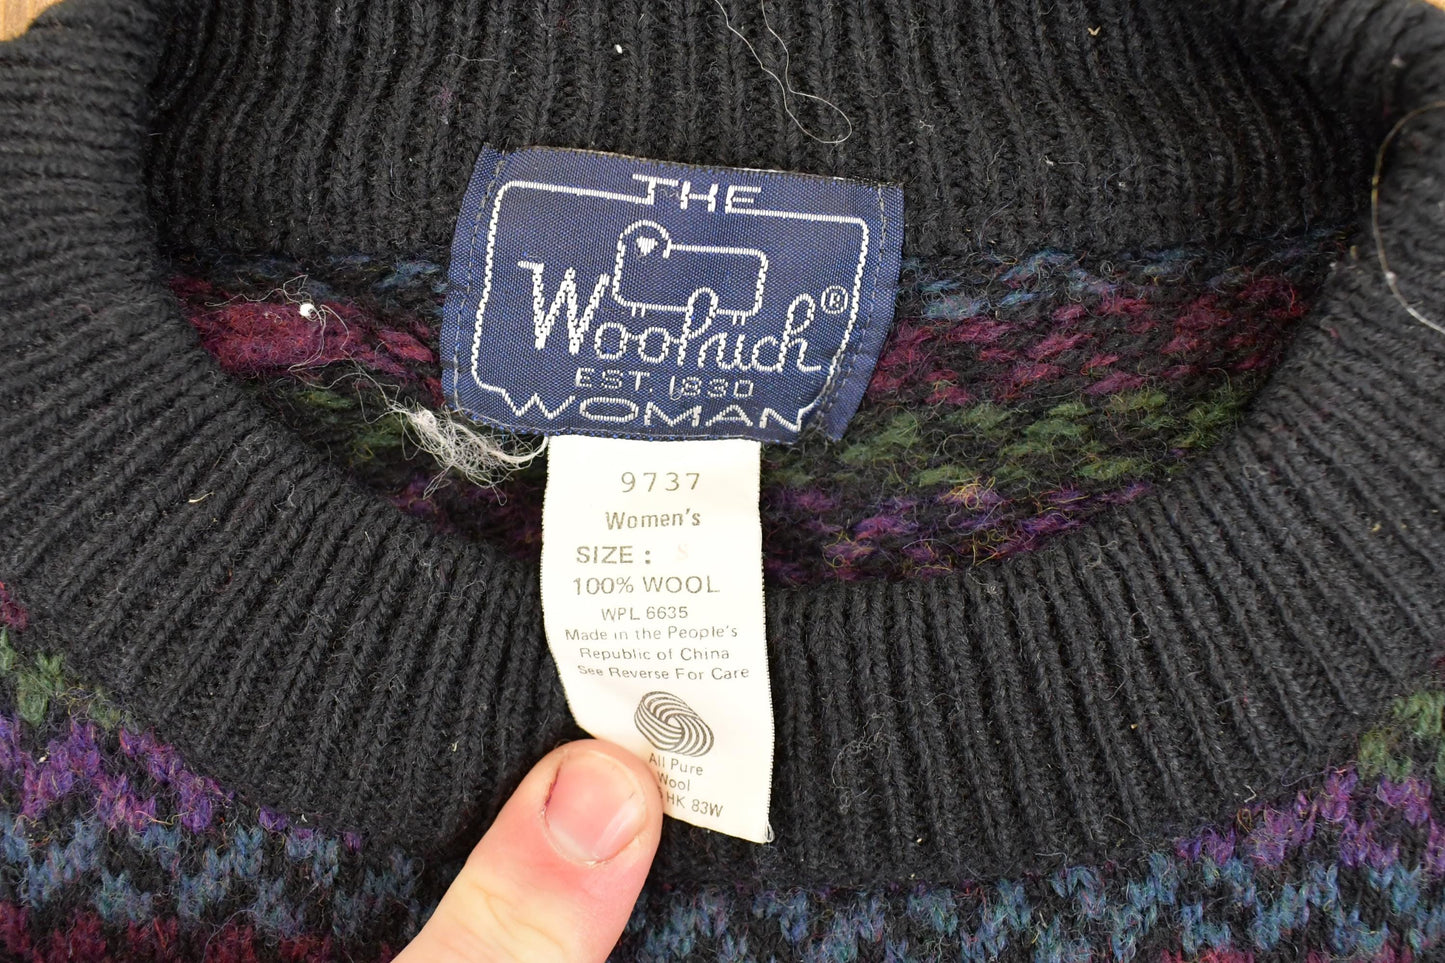 THE
Woolrich®
EST. 1830
WOMAN
9737
Women's
SIZE : S
100% WOOL
WPL 6635
Made in the People's
Republic of China
See Reverse For Care
All Pure
Wool
HK 83W